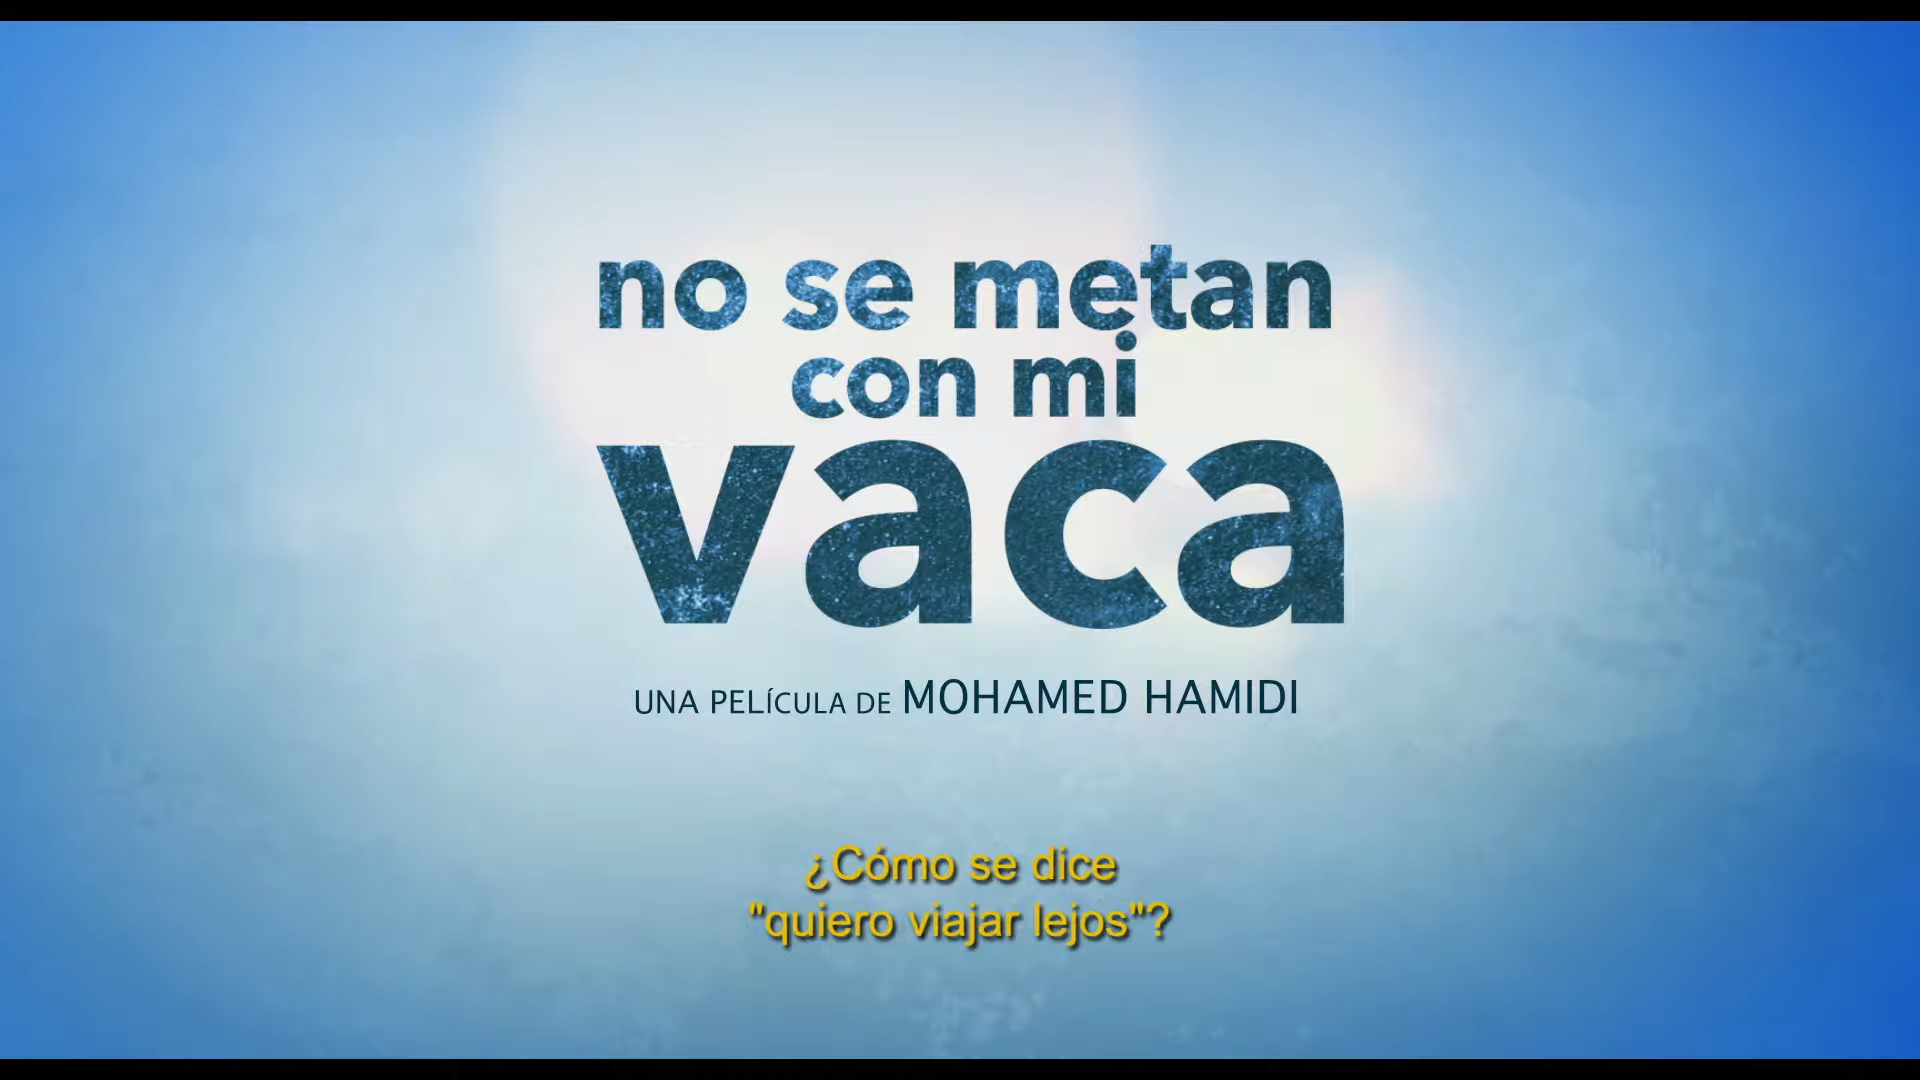 no se metan
con mi
vaca
UNA PELÍCULA DE MOHAMED HAMIDI
¿Cómo se dice
"quiero viajar lejos"?